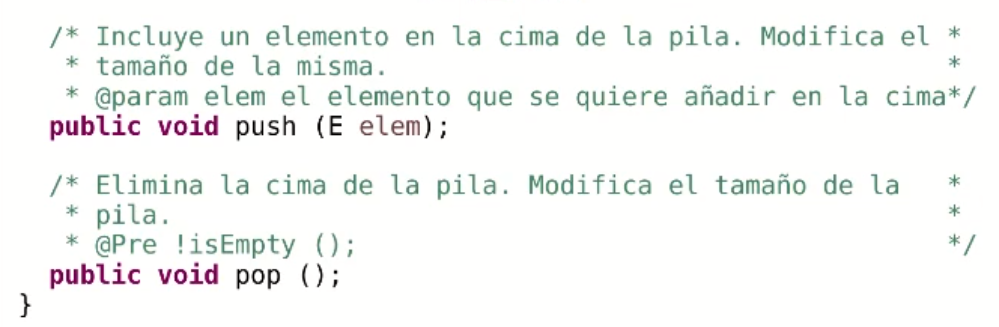 /* Incluye un elemento en la cima de la pila. Modifica el *
* tamaño de la misma. *
* @param elem el elemento que se quiere añadir en la cima*/
public void push (E elem);
/* Elimina la cima de la pila. Modifica el tamaño de la *
* pila. *
* @Pre !isEmpty (); */
public void pop ();
}